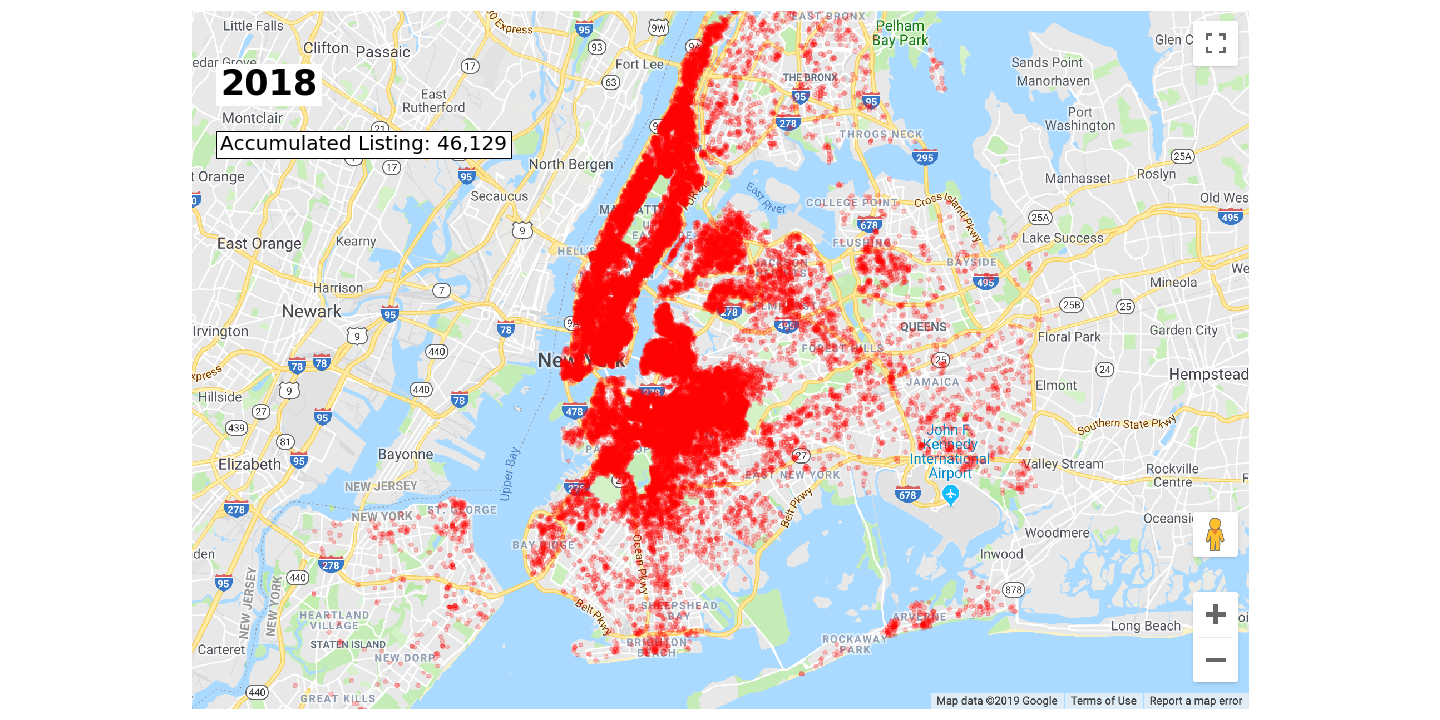 2018
Accumulated Listing: 46,129
Little Falls
Clifton
Passaic
EAST BRONX
Pelham
Bay Park
Glen C
Sands Point
Manorhaven
edar Grove
Fort Lee
THE BRONX
East
Rutherford
Montclair
Port
Washington
THROGS NECK
North Bergen
t Orange
Secaucus
Manhasset
Roslyn
East River
COLLEGE POINT
Cross Island Pkwy
Old Wes
East Orange
Kearny
HELL'S
FLUSHING
BAYSIDE
Lake Success
JACKSON
Harrison
Mineola
We
Newark
Irvington
QUEENS
Floral Park
Garden City
FOREST HILLS
New York
xpress
Hillside
JAMAICA
Elmont
Hempstead
Southern State Pkwy
John F.
Kennedy
International
Airport
Elizabeth
Bayonne
Upper Bay
EAST NEW YORK
Valley Stream
Rockville
Centre
NEW JERSEY
NEW YORK
ST. GEORGE
Belt Pkwy
Oceansi
Woodmere
BAY RIDGE
Ocean Pkwy
Inwood
den
NEW JERSEY
NEW YORK
Belt Pkwy
SHEEPSHEAD
BAY
HEARTLAND
VILLAGE
ARVERNE
Long Beach
STATEN ISLAND
BRIGHTON
BEACH
ROCKAWAY
PARK
Carteret
NEW DORP
GREAT KILLS
Map data ©2019 Google
Terms of Use
Report a map error